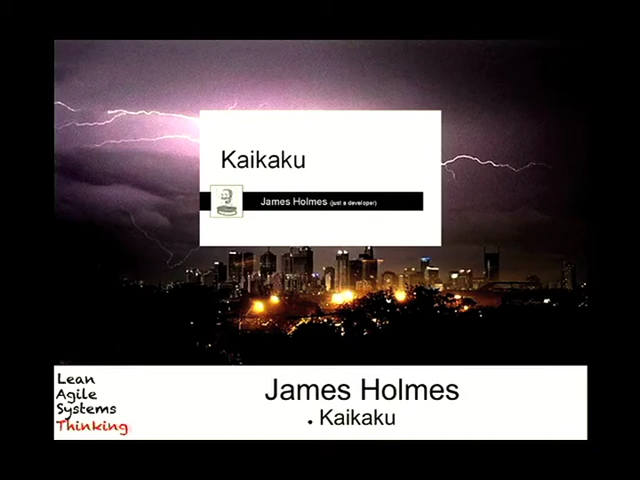 Kaikaku
James Holmes (just a developer)
Lean
Agile
Systems
Thinking
James Holmes
• Kaikaku